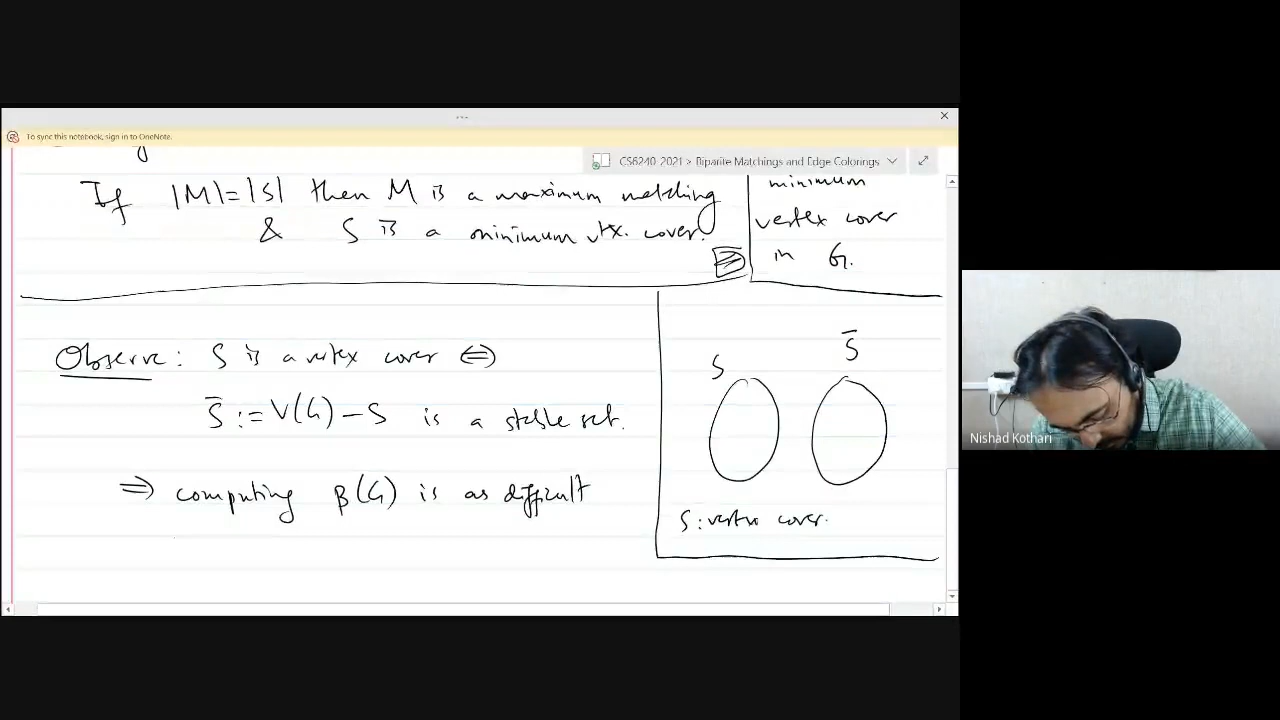 To sync this notebook, sign in to OneNote.
CS6240-2021 > Biparite Matchings and Edge Colorings
If |M|=|S| then M is a maximum matching
& S is a minimum vtx. cover.
minimum
vertex cover
in G.
Observe: S is a vertex cover ⇔
S̄ := V(G) – S is a stable set.
⇒ computing β(G) is as difficult
S S̄
S: vertex cover.
Nishad Kothari